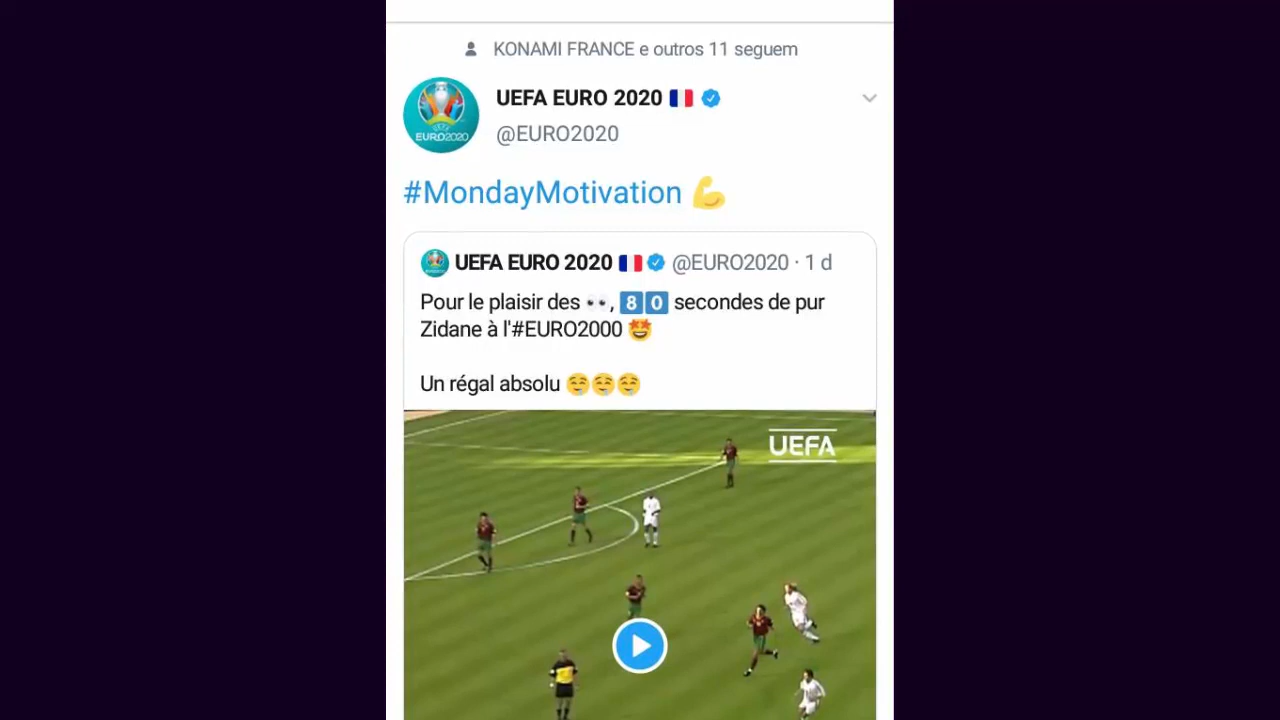 KONAMI FRANCE e outros 11 seguem
UEFA EURO 2020 🇫🇷
@EURO2020
EURO2020
#MondayMotivation 💪
UEFA EURO 2020 🇫🇷 @EURO2020 · 1 d
Pour le plaisir des 👀, 8️⃣0️⃣ secondes de pur
Zidane à l'#EURO2000 🤩
Un régal absolu 🤤🤤🤤
UEFA